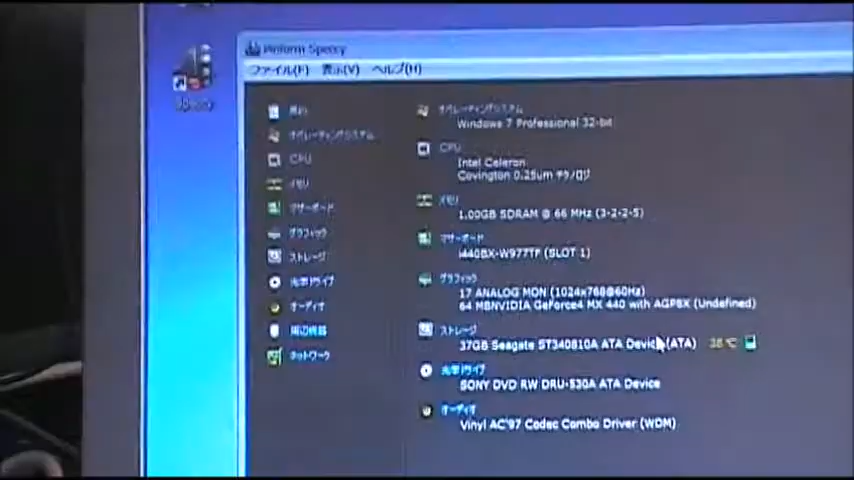 Piriform Speccy
ファイル(F) 表示(V) ヘルプ(H)
Speccy
要約
オペレーティングシステム
CPU
メモリ
マザーボード
グラフィック
ストレージ
光学ドライブ
オーディオ
周辺機器
ネットワーク
オペレーティングシステム
Windows 7 Professional 32-bit
CPU
Intel Celeron
Covington 0.25um テクノロジ
メモリ
1.00GB SDRAM @ 66 MHz (3-2-2-5)
マザーボード
i440BX-W977TF (SLOT 1)
グラフィック
17 ANALOG MON (1024x768@60Hz)
64 MBNVIDIA GeForce4 MX 440 with AGP8X (Undefined)
ストレージ
37GB Seagate ST340810A ATA Device (ATA) 38 °C
光学ドライブ
SONY DVD RW DRU-530A ATA Device
オーディオ
Vinyl AC'97 Codec Combo Driver (WDM)